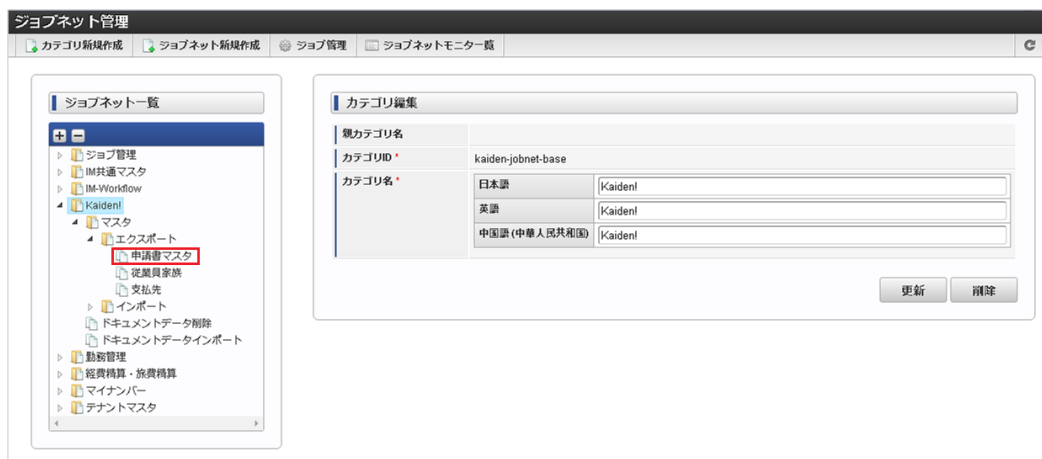 ジョブネット管理
カテゴリ新規作成 ジョブネット新規作成 ジョブ管理 ジョブネットモニタ一覧
ジョブネット一覧
ジョブ管理
IM共通マスタ
IM-Workflow
Kaiden!
マスタ
エクスポート
申請書マスタ
従業員家族
支払先
インポート
ドキュメントデータ削除
ドキュメントデータインポート
勤務管理
経費精算・旅費精算
マイナンバー
テナントマスタ
カテゴリ編集
親カテゴリ名
カテゴリID * kaiden-jobnet-base
カテゴリ名 * 日本語 Kaiden!
英語 Kaiden!
中国語 (中華人民共和国) Kaiden!
更新 削除